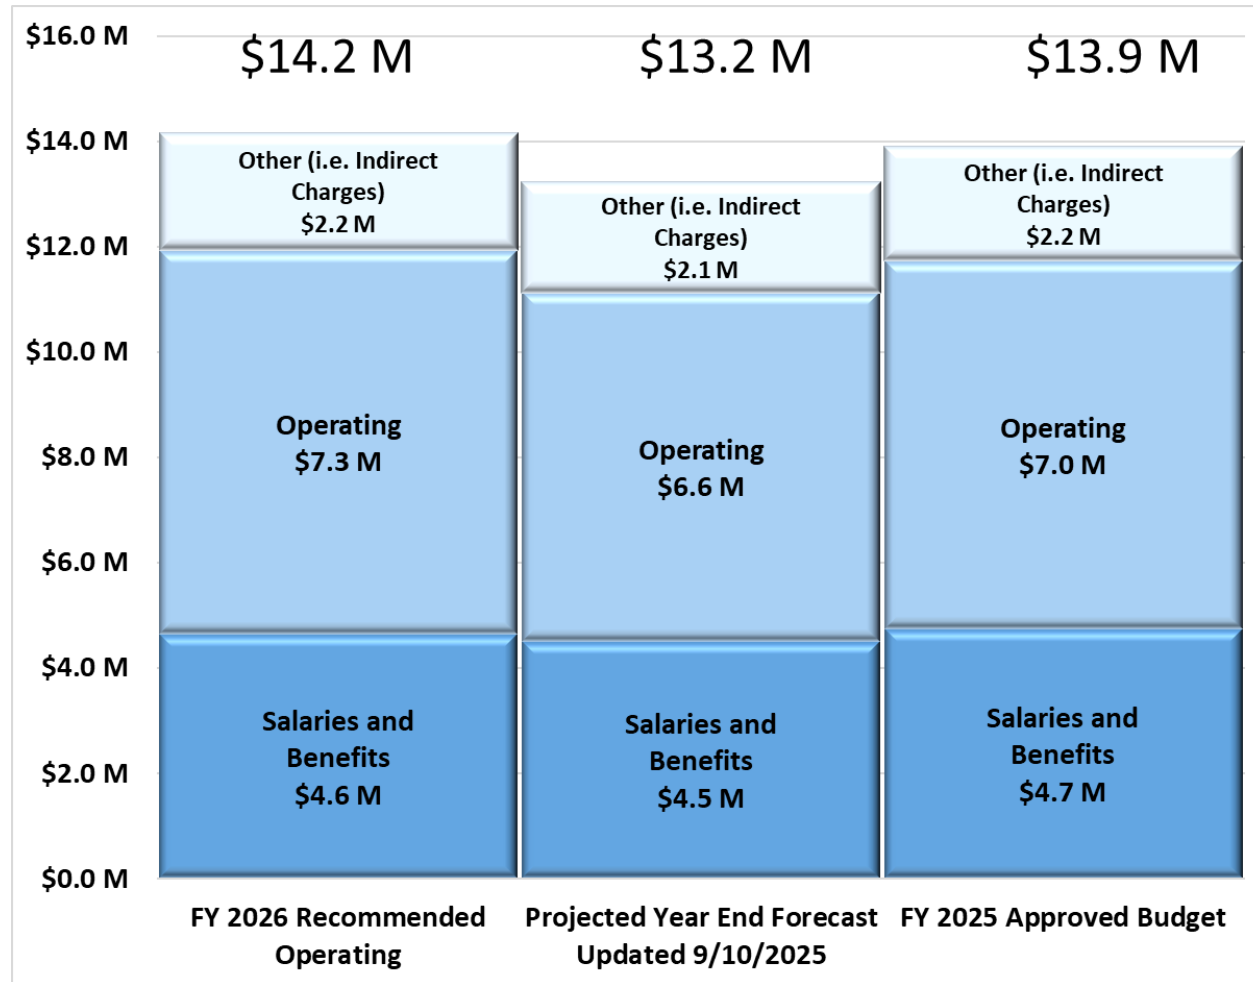 $16.0 M
$14.2 M
$13.2 M
$13.9 M
$14.0 M
Other (i.e. Indirect
Charges)
$2.2 M
Other (i.e. Indirect
Charges)
$2.1 M
Other (i.e. Indirect
Charges)
$2.2 M
$12.0 M
$10.0 M
Operating
$7.3 M
Operating
$6.6 M
Operating
$7.0 M
$8.0 M
$6.0 M
$4.0 M
Salaries and
Benefits
$4.6 M
Salaries and
Benefits
$4.5 M
Salaries and
Benefits
$4.7 M
$2.0 M
$0.0 M
FY 2026 Recommended
Operating
Projected Year End Forecast
Updated 9/10/2025
FY 2025 Approved Budget